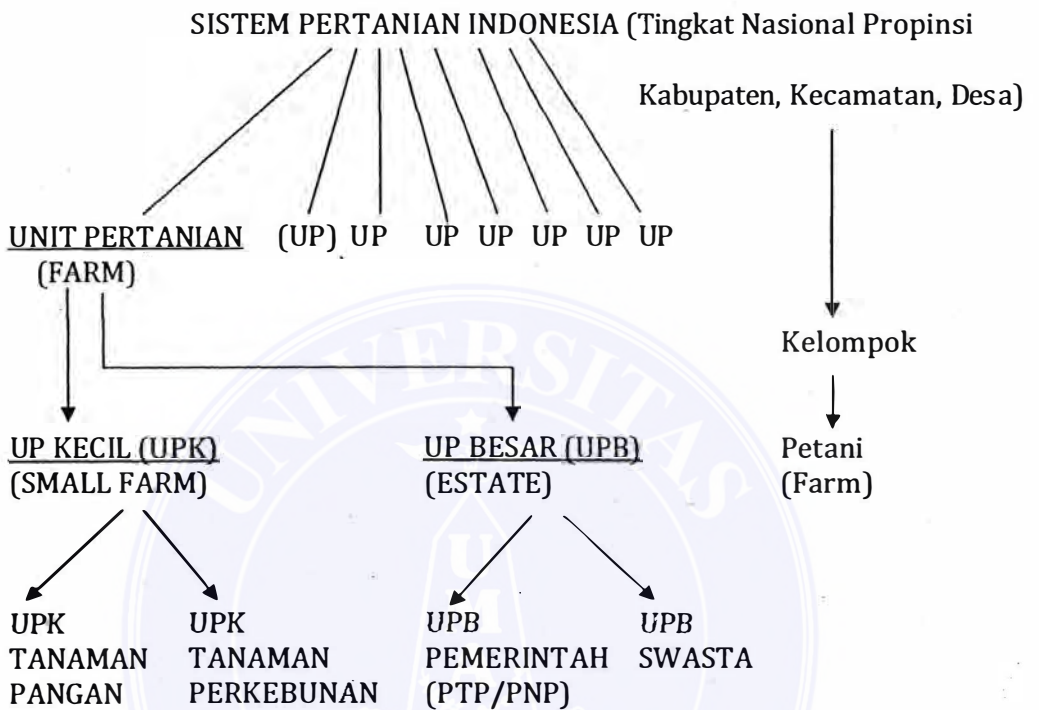 SISTEM PERTANIAN INDONESIA (Tingkat Nasional Propinsi
Kabupaten, Kecamatan, Desa)
UNIT PERTANIAN (UP) UP UP UP UP UP UP
(FARM)
Kelompok
UP KECIL (UPK) UP BESAR (UPB) Petani
(SMALL FARM) (ESTATE) (Farm)
UPK UPK UPB UPB
TANAMAN TANAMAN PEMERINTAH SWASTA
PANGAN PERKEBUNAN (PTP/PNP)
UNIVERSITAS
U
M
A